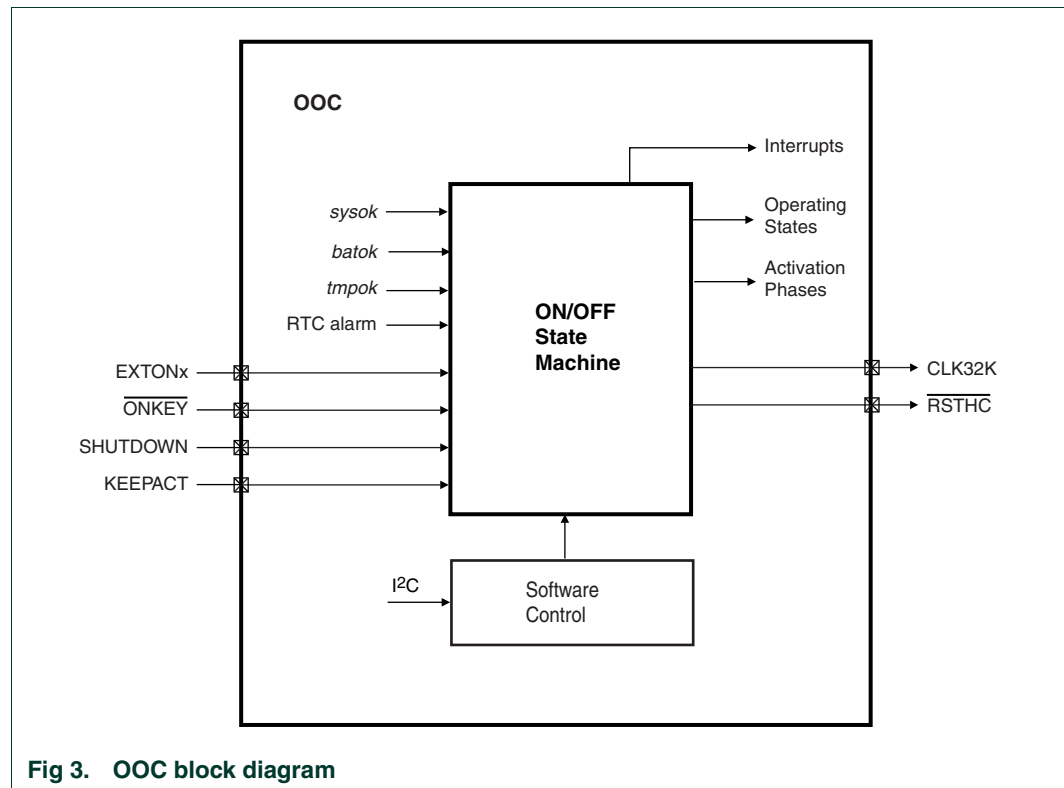 OOC
Interrupts
sysok
Operating
States
batok
Activation
Phases
tmpok
RTC alarm
ON/OFF
State
Machine
EXTONx
CLK32K
ONKEY
RSTHC
SHUTDOWN
KEEPACT
I²C
Software
Control
Fig 3. OOC block diagram